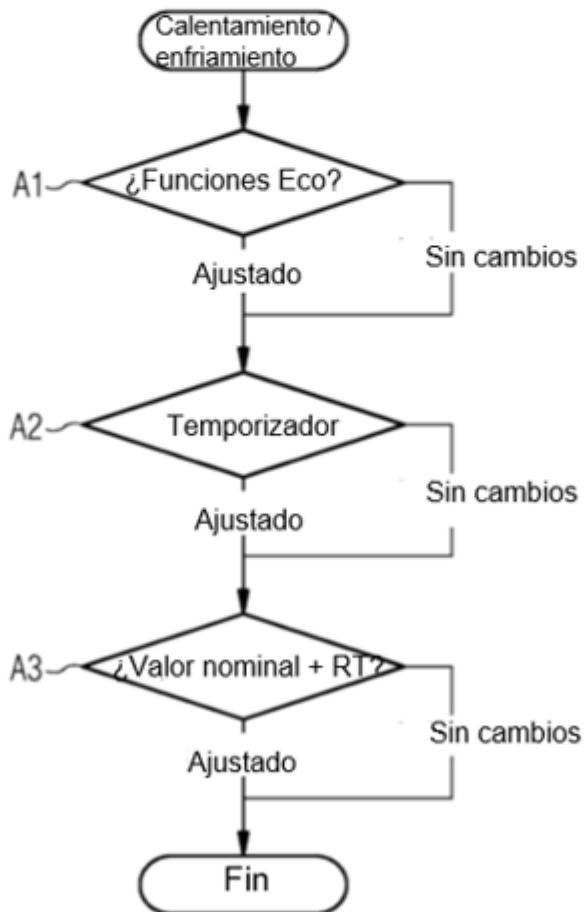 Calentamiento /
enfriamiento
A1
¿Funciones Eco?
Sin cambios
Ajustado
A2
Temporizador
Sin cambios
Ajustado
A3
¿Valor nominal + RT?
Sin cambios
Ajustado
Fin